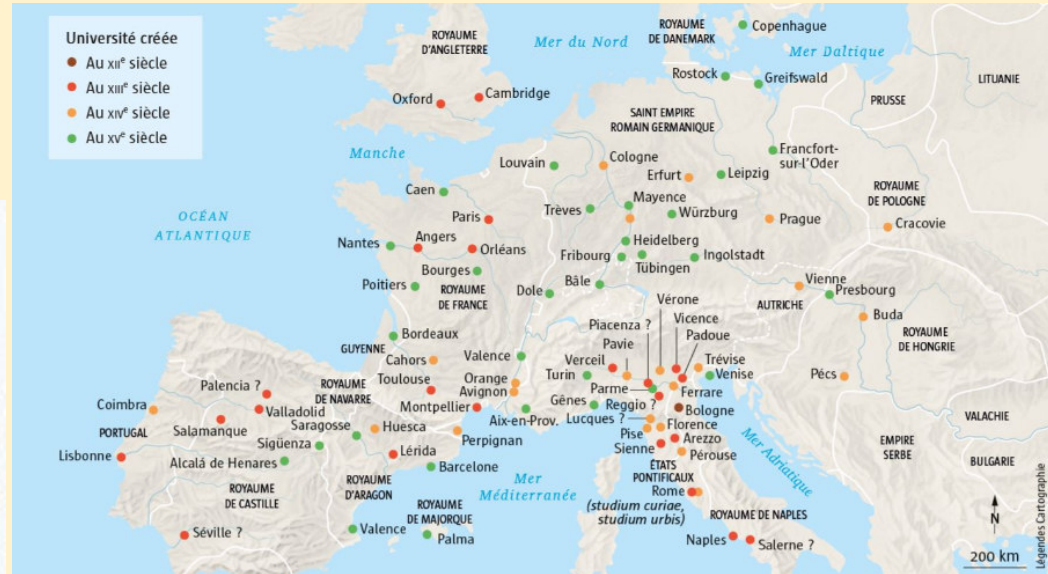 Université créée
Au XIIe siècle
Au XIIIe siècle
Au XIVe siècle
Au XVe siècle
ROYAUME
D'ANGLETERRE
Mer du Nord
ROYAUME
DE DANEMARK
Copenhague
Mer Daltique
LITUANIE
Rostock
Greifswald
PRUSSE
Oxford
Cambridge
SAINT EMPIRE
ROMAIN GERMANIQUE
Manche
Louvain
Cologne
Erfurt
Leipzig
Francfort-
sur-l'Oder
ROYAUME
DE POLOGNE
Caen
Trèves
Mayence
Würzburg
Prague
Cracovie
OCÉAN
ATLANTIQUE
Paris
Nantes
Angers
Orléans
Heidelberg
Fribourg
Tübingen
Ingolstadt
Bourges
Poitiers
ROYAUME
DE FRANCE
Dole
Bâle
Vienne
Presbourg
AUTRICHE
Buda
ROYAUME
DE HONGRIE
Vérone
Vicence
Piacenza ?
Padoue
Bordeaux
GUYENNE
Cahors
Valence
Verceil
Pavie
Trévise
Turin
Venise
Pécs
Palencia ?
ROYAUME
DE NAVARRE
Toulouse
Orange
Avignon
Parme
Ferrare
Gênes
Reggio ?
Bologne
Coimbra
Valladolid
Montpellier
Aix-en-Prov.
Lucques ?
Florence
VALACHIE
Salamanque
Saragosse
Huesca
Perpignan
Pise
Arezzo
PORTUGAL
Sigüenza
Sienne
Pérouse
Mer Adriatique
EMPIRE
SERBE
BULGARIE
Lisbonne
Alcalá de Henares
Lérida
Barcelone
Mer
Méditerranée
ÉTATS
PONTIFICAUX
ROYAUME
DE CASTILLE
ROYAUME
D'ARAGON
ROYAUME
DE MAJORQUE
Rome
(studium curiae,
studium urbis)
ROYAUME DE NAPLES
N
Séville ?
Valence
Palma
Naples
Salerne ?
200 km
Légendes Cartographie